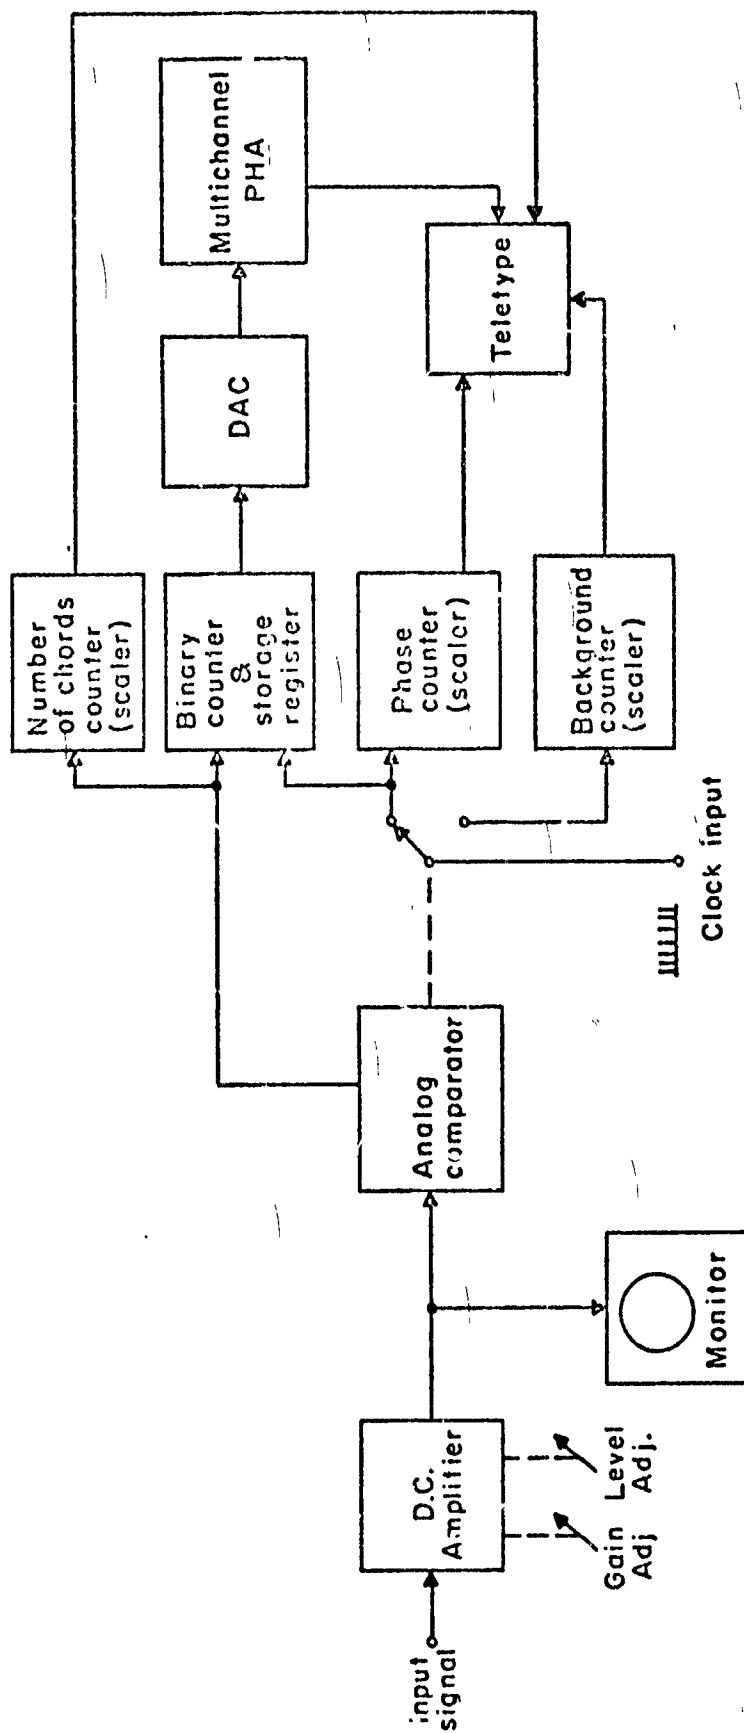 input
signal
D.C.
Amplifier
Gain
Adj
Level
Adj.
Monitor
Analog
comparator
Clock input
Number
of chords
counter
(scaler)
Binary
counter
&
storage
register
Phase
counter
(scaler)
Background
counter
(scaler)
DAC
Multichannel
PHA
Teletype